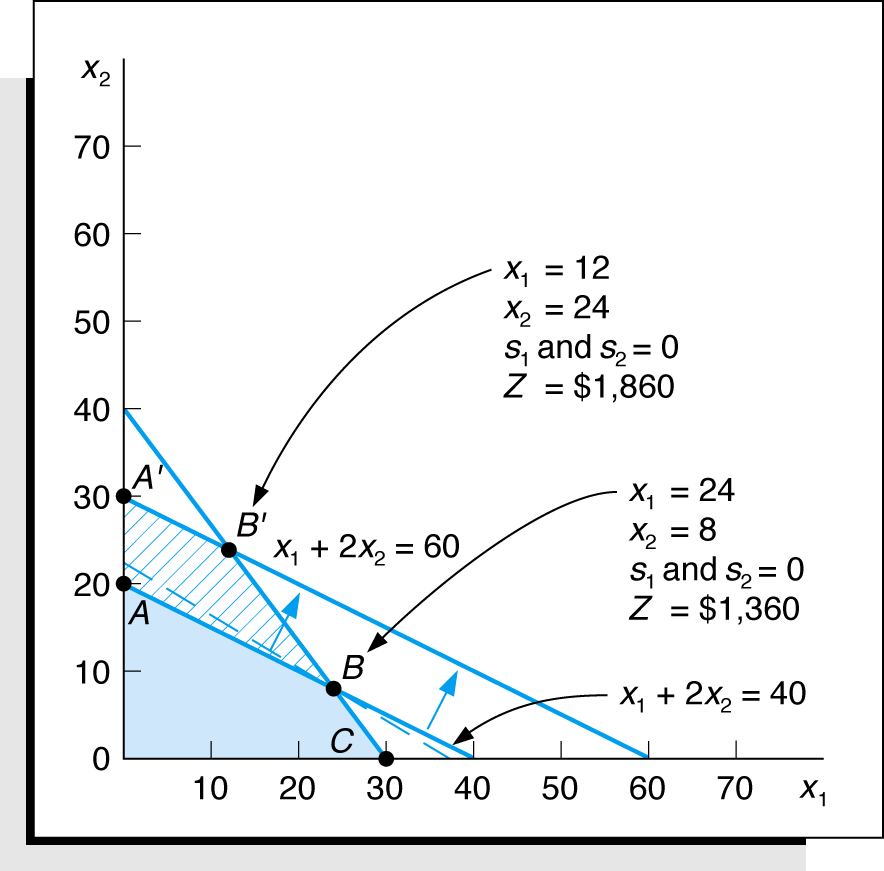 x₂
70
60
50
40
30
20
10
0
10 20 30 40 50 60 70 x₁
x₁ = 12
x₂ = 24
s₁ and s₂ = 0
Z = $1,860
A'
B'
x₁ + 2x₂ = 60
x₁ = 24
x₂ = 8
s₁ and s₂ = 0
Z = $1,360
A
B
x₁ + 2x₂ = 40
C